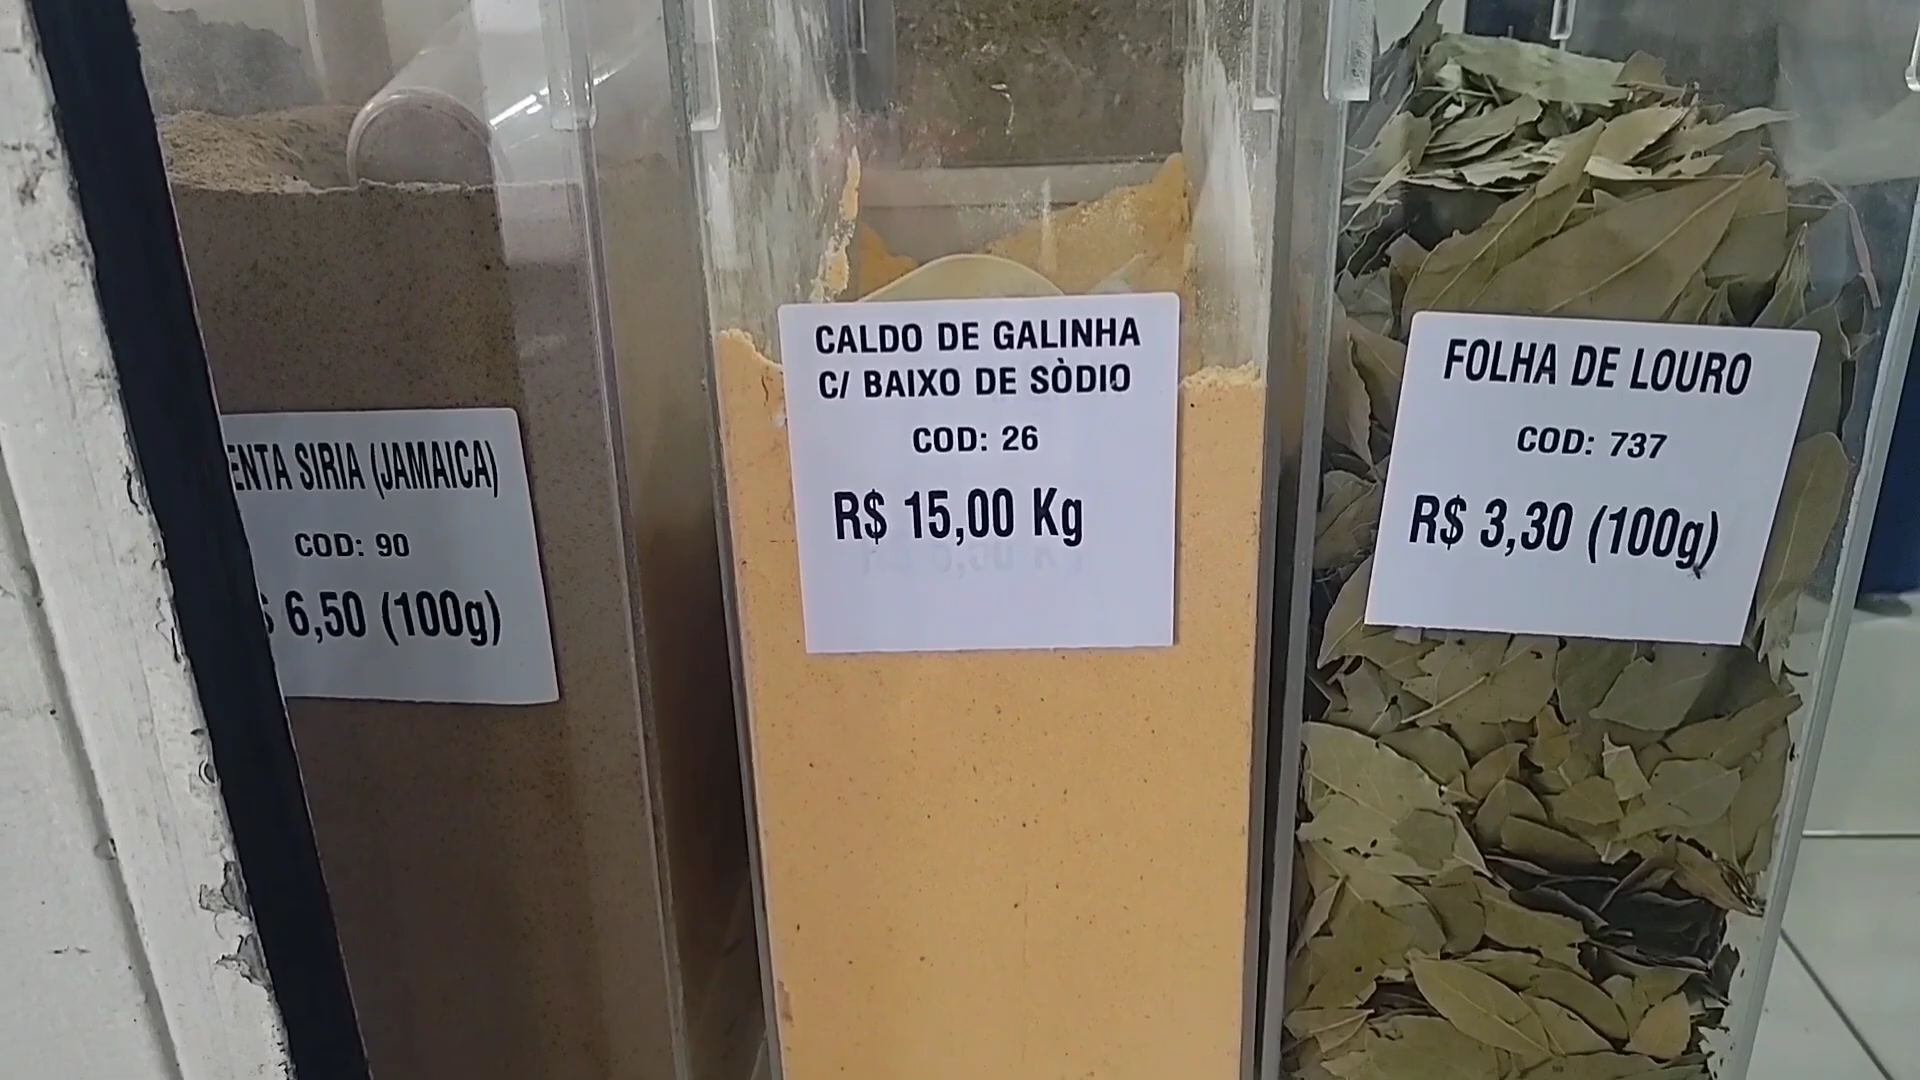 ENTA SIRIA (JAMAICA)
COD: 90
$ 6,50 (100g)
CALDO DE GALINHA
C/ BAIXO DE SÒDIO
COD: 26
R$ 15,00 Kg
FOLHA DE LOURO
COD: 737
R$ 3,30 (100g)